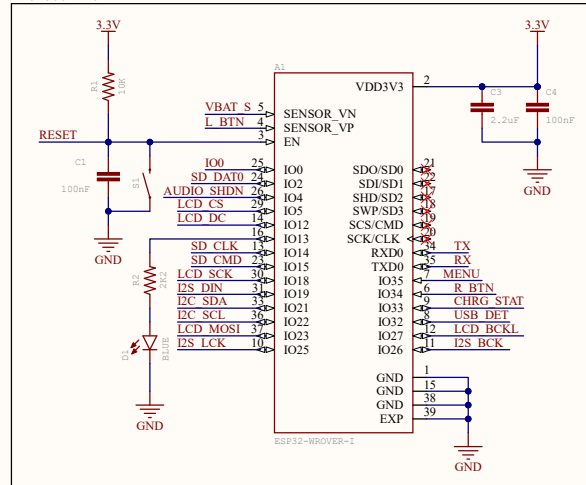 3.3V
3.3V
A1
R1
10K
VDD3V3 2
C3
C4
2.2uF
100nF
VBAT_S 5 SENSOR_VN
L_BTN 4 SENSOR_VP
RESET 3 EN
GND
C1
100nF
S1
GND
IO0 25 IO0 SDO/SD0 21
SD_DAT0 24 IO2 SDI/SD1 22
AUDIO_SHDN 26 IO4 SHD/SD2 17
LCD_CS 29 IO5 SWP/SD3 18
LCD_DC 14 IO12 SCS/CMD 19
16 IO13 SCK/CLK 20
SD_CLK 13 IO14 RXD0 34 TX
SD_CMD 23 IO15 TXD0 35 RX
LCD_SCK 30 IO18 IO35 7 MENU
I2S_DIN 31 IO19 IO34 6 R_BTN
I2C_SDA 33 IO21 IO33 9 CHRG_STAT
I2C_SCL 36 IO22 IO32 8 USB_DET
LCD_MOSI 37 IO23 IO27 12 LCD_BCKL
I2S_LCK 10 IO25 IO26 11 I2S_BCK
R2
2K2
D1
BLUE
GND
GND 1
GND 15
GND 38
EXP 39
ESP32-WROVER-I
GND